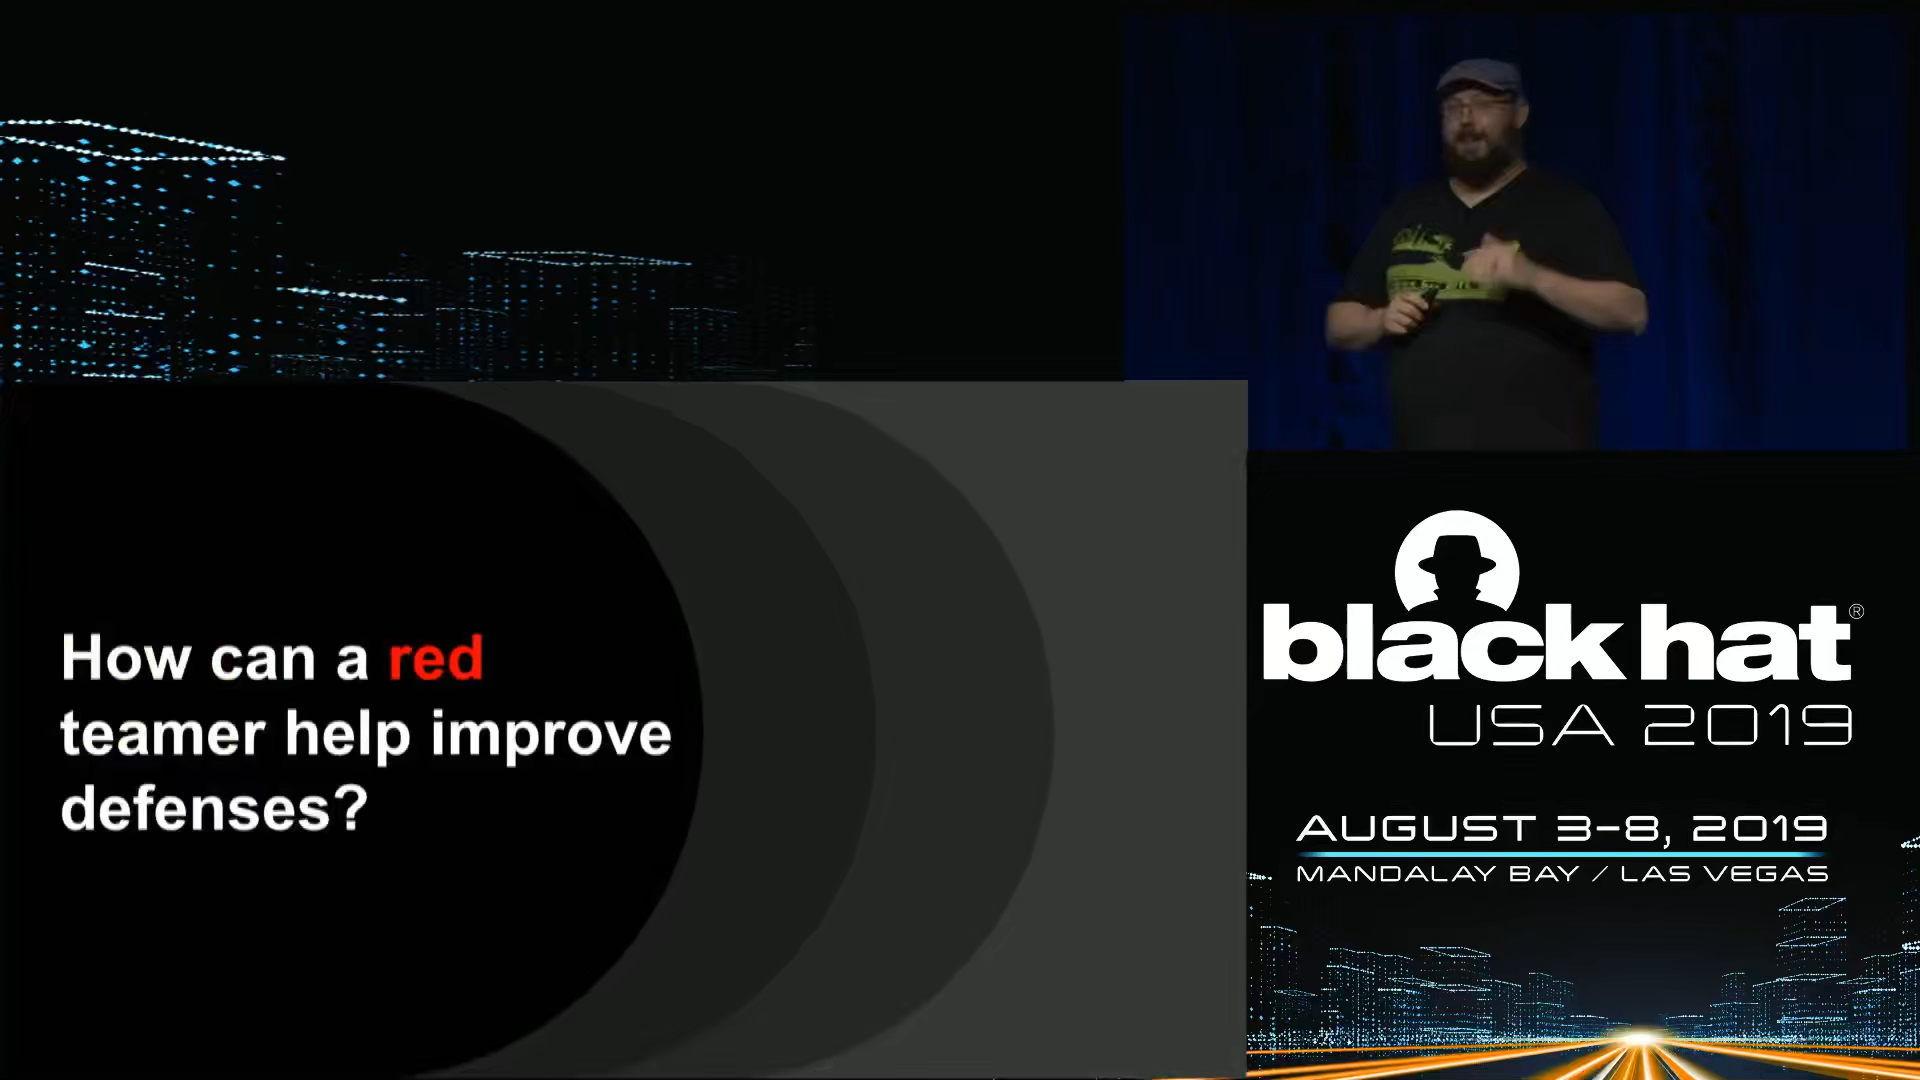 How can a red
teamer help improve
defenses?
black hat®
USA 2019
AUGUST 3-8, 2019
MANDALAY BAY / LAS VEGAS